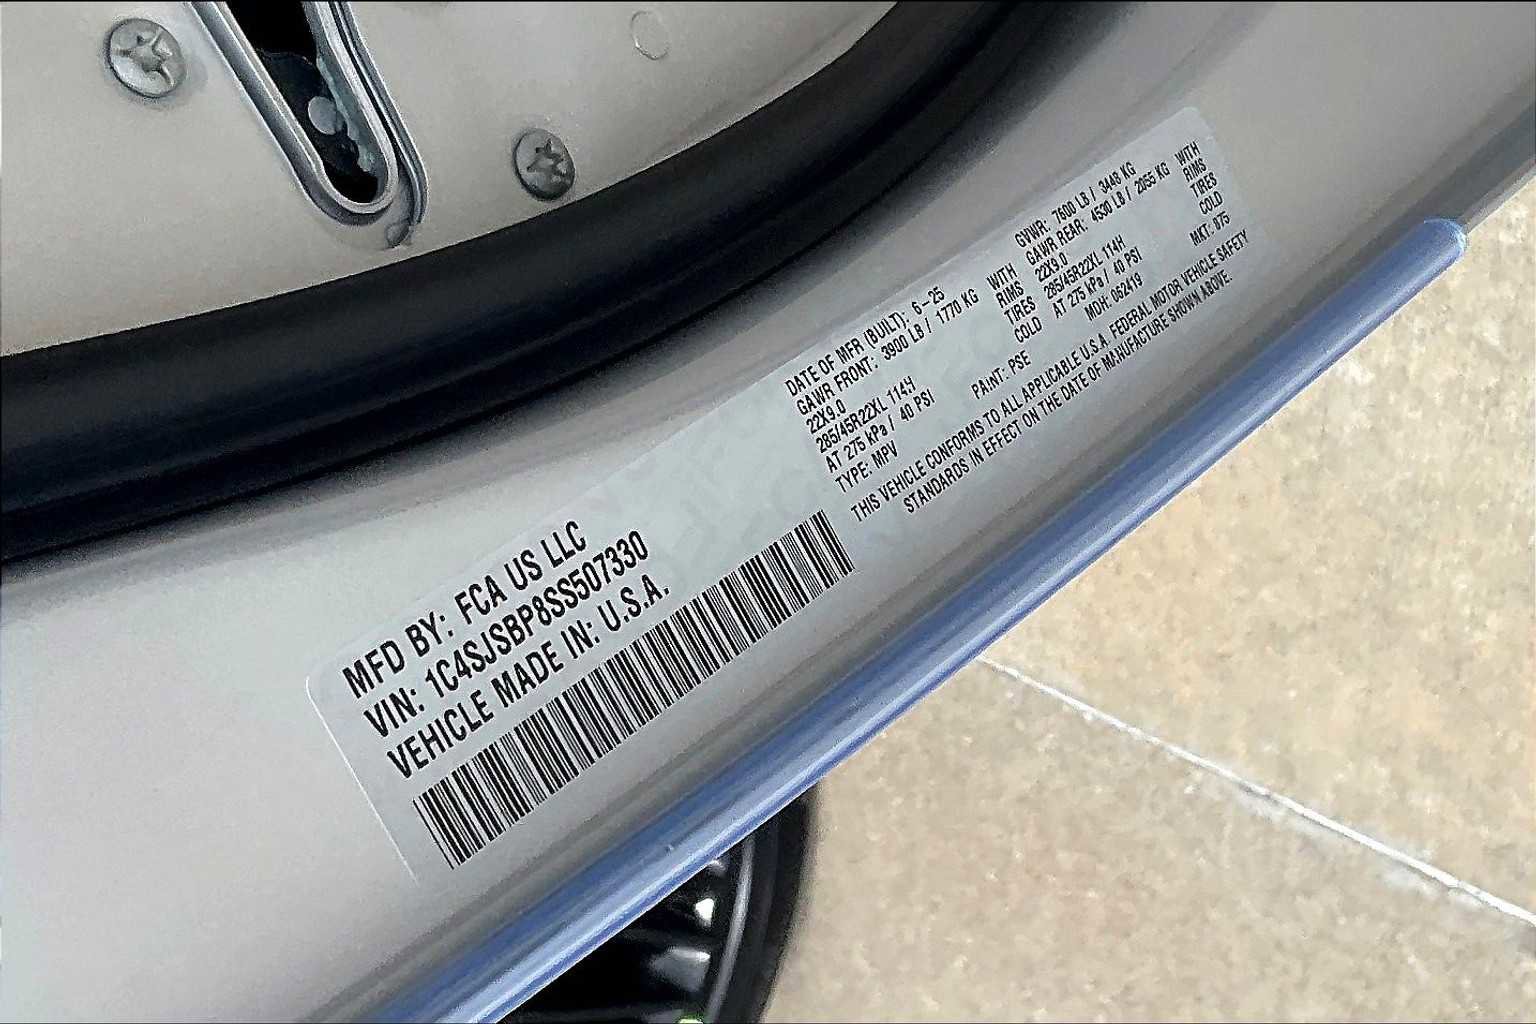 MFD BY: FCA US LLC
VIN: 1C4SJSBP8SS507330
VEHICLE MADE IN: U.S.A.
DATE OF MFR (BUILT): 6-25 GVWR: 7600 LB / 3448 KG
GAWR FRONT: 3900 LB / 1770 KG WITH GAWR REAR: 4530 LB / 2055 KG WITH
22X9.0 RIMS 22X9.0 RIMS
285/45R22XL 114H TIRES 285/45R22XL 114H TIRES
AT 275 kPa / 40 PSI COLD AT 275 kPa / 40 PSI COLD
TYPE: MPV PAINT: PSE MDH: 062419 MKT: 875
THIS VEHICLE CONFORMS TO ALL APPLICABLE U.S.A. FEDERAL MOTOR VEHICLE SAFETY
STANDARDS IN EFFECT ON THE DATE OF MANUFACTURE SHOWN ABOVE.